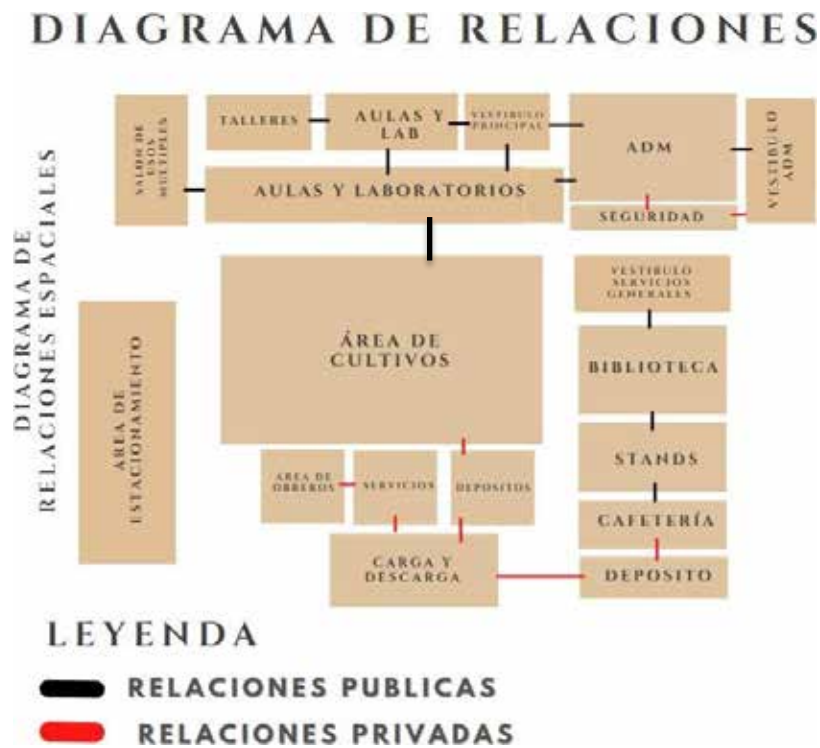 DIAGRAMA DE RELACIONES
DIAGRAMA DE
RELACIONES ESPACIALES
SALON DE
USOS
MULTIPLES
TALLERES
AULAS Y
LAB
VESTIBULO
PRINCIPAL
ADM
VESTIBULO
ADM
AULAS Y LABORATORIOS
SEGURIDAD
ÁREA DE
CULTIVOS
VESTIBULO
SERVICIOS
GENERALES
BIBLIOTECA
ÁREA DE
ESTACIONAMIENTO
STANDS
AREA DE
OBREROS
SERVICIOS
DEPOSITOS
CAFETERÍA
CARGA Y
DESCARGA
DEPOSITO
LEYENDA
RELACIONES PUBLICAS
RELACIONES PRIVADAS